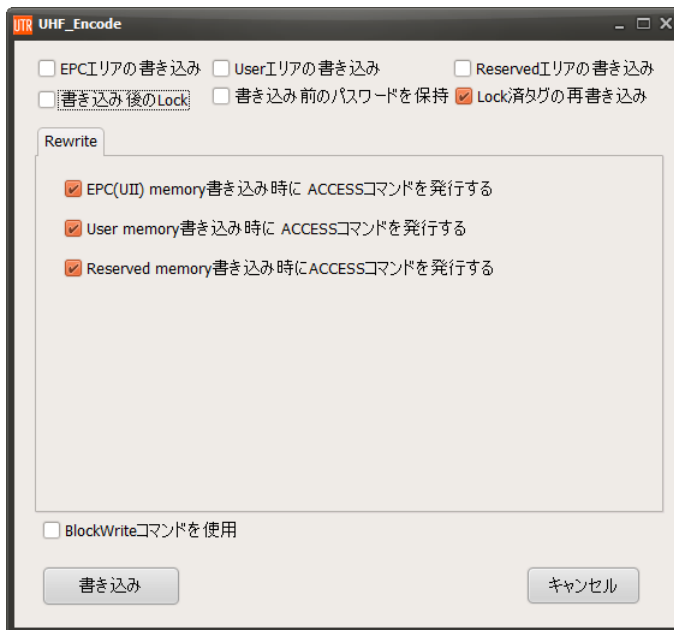 UTR UHF_Encode
EPCエリアの書き込み Userエリアの書き込み Reservedエリアの書き込み
書き込み後のLock 書き込み前のパスワードを保持 Lock済タグの再書き込み
Rewrite
EPC(UII) memory書き込み時に ACCESSコマンドを発行する
User memory書き込み時に ACCESSコマンドを発行する
Reserved memory書き込み時にACCESSコマンドを発行する
BlockWriteコマンドを使用
書き込み キャンセル